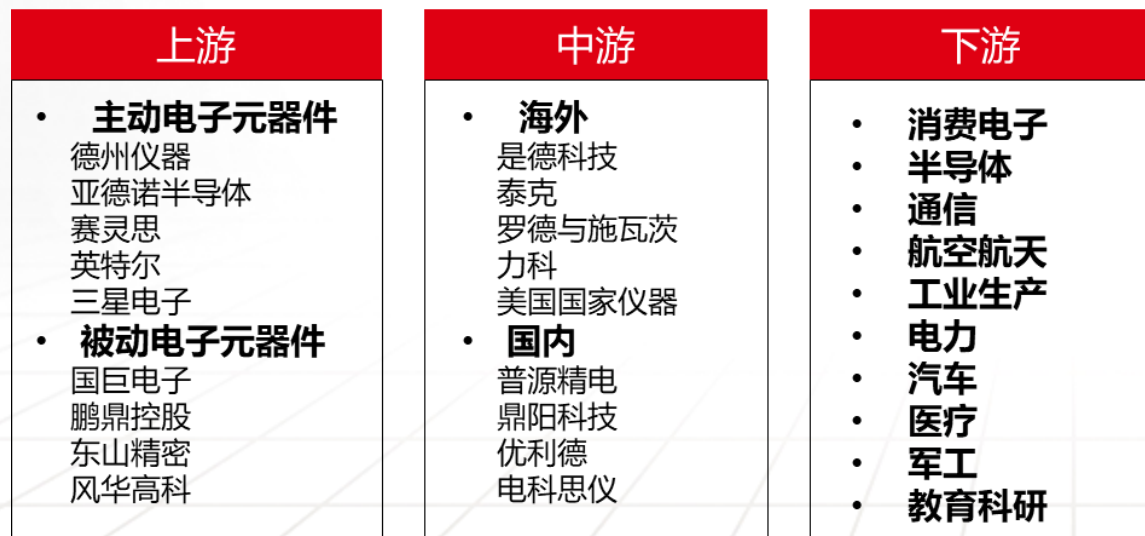 上游
• 主动电子元器件
德州仪器
亚德诺半导体
赛灵思
英特尔
三星电子
• 被动电子元器件
国巨电子
鹏鼎控股
东山精密
风华高科
中游
• 海外
是德科技
泰克
罗德与施瓦茨
力科
美国国家仪器
• 国内
普源精电
鼎阳科技
优利德
电科思仪
下游
• 消费电子
• 半导体
• 通信
• 航空航天
• 工业生产
• 电力
• 汽车
• 医疗
• 军工
• 教育科研